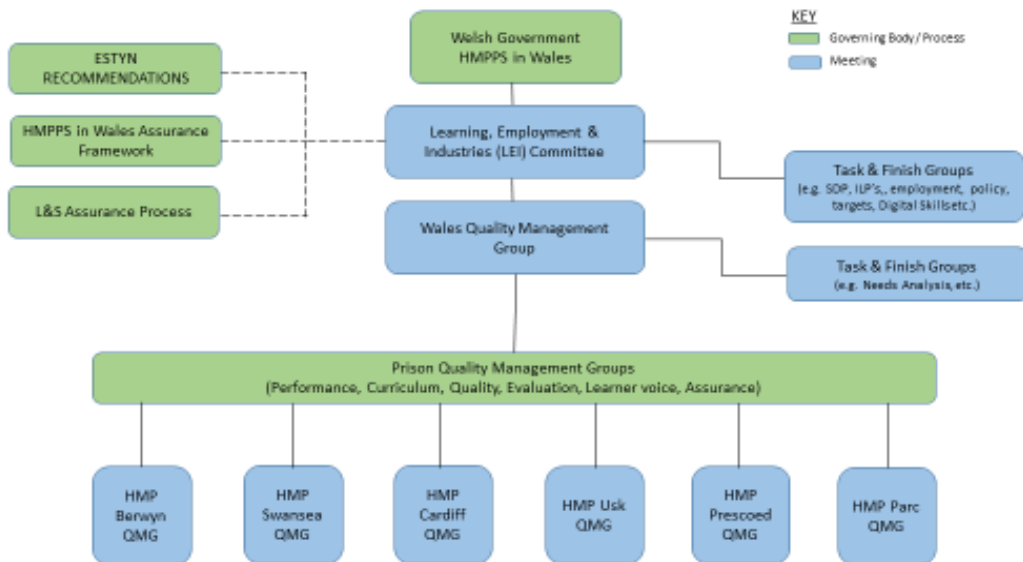 KEY
Governing Body/Process
Meeting
Welsh Government
HMPPS in Wales
ESTYN
RECOMMENDATIONS
HMPPS in Wales Assurance
Framework
L&S Assurance Process
Learning, Employment &
Industries (LEI) Committee
Task & Finish Groups
(e.g. SDP, ILP's,, employment, policy,
targets, Digital Skills etc.)
Wales Quality Management
Group
Task & Finish Groups
(e.g. Needs Analysis, etc.)
Prison Quality Management Groups
(Performance, Curriculum, Quality, Evaluation, Learner voice, Assurance)
HMP
Berwyn
QMG
HMP
Swansea
QMG
HMP
Cardiff
QMG
HMP Usk
QMG
HMP
Prescoed
QMG
HMP Parc
QMG